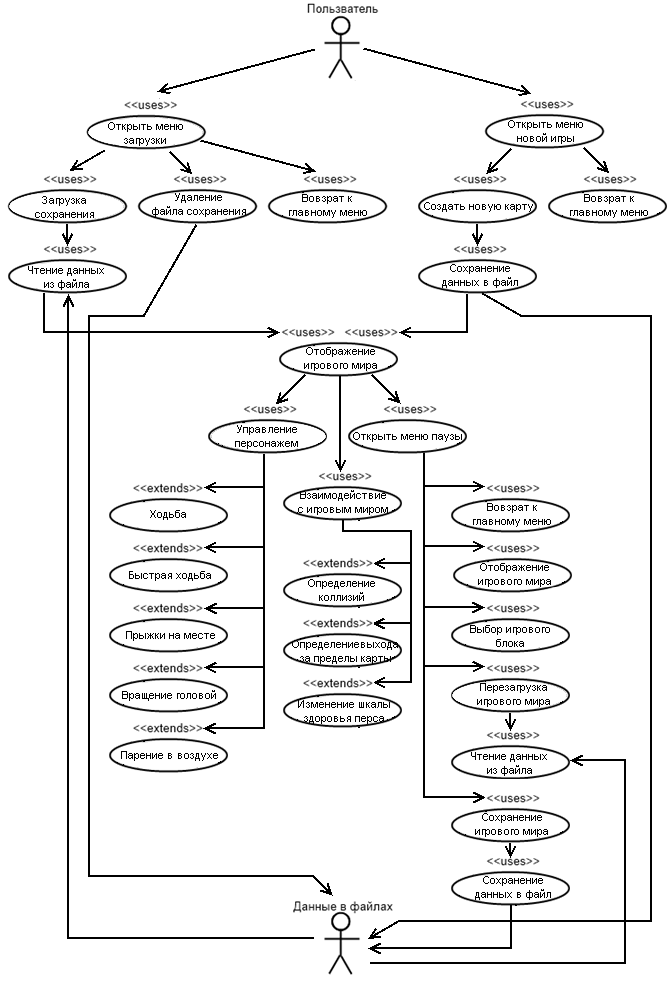 Пользватель
<<uses>>
<<uses>>
Открыть меню
загрузки
Открыть меню
новой игры
<<uses>>
<<uses>>
<<uses>>
<<uses>>
<<uses>>
Загрузка
сохранения
Удаление
файла сохранения
Вовзрат к
главному меню
Создать новую карту
Вовзрат к
главному меню
<<uses>>
<<uses>>
Чтение данных
из файла
Сохранение
данных в файл
<<uses>>
<<uses>>
Отображение
игрового мира
<<uses>>
<<uses>>
Управление
персонажем
Открыть меню паузы
<<uses>>
Взаимодействие
с игровым миром
<<extends>>
Ходьба
<<extends>>
Быстрая ходьба
<<extends>>
Прыжки на месте
<<extends>>
Вращение головой
<<extends>>
Парение в воздухе
<<extends>>
Определение
коллизий
<<extends>>
Определениевыхода
за пределы карты
<<extends>>
Изменение шкалы
здоровья перса
<<uses>>
Вовзрат к
главному меню
<<uses>>
Отображение
игрового мира
<<uses>>
Выбор игрового
блока
<<uses>>
Перезагрузка
игрового мира
<<uses>>
Чтение данных
из файла
<<uses>>
Сохранение
игрового мира
<<uses>>
Сохранение
данных в файл
Данные в файлах